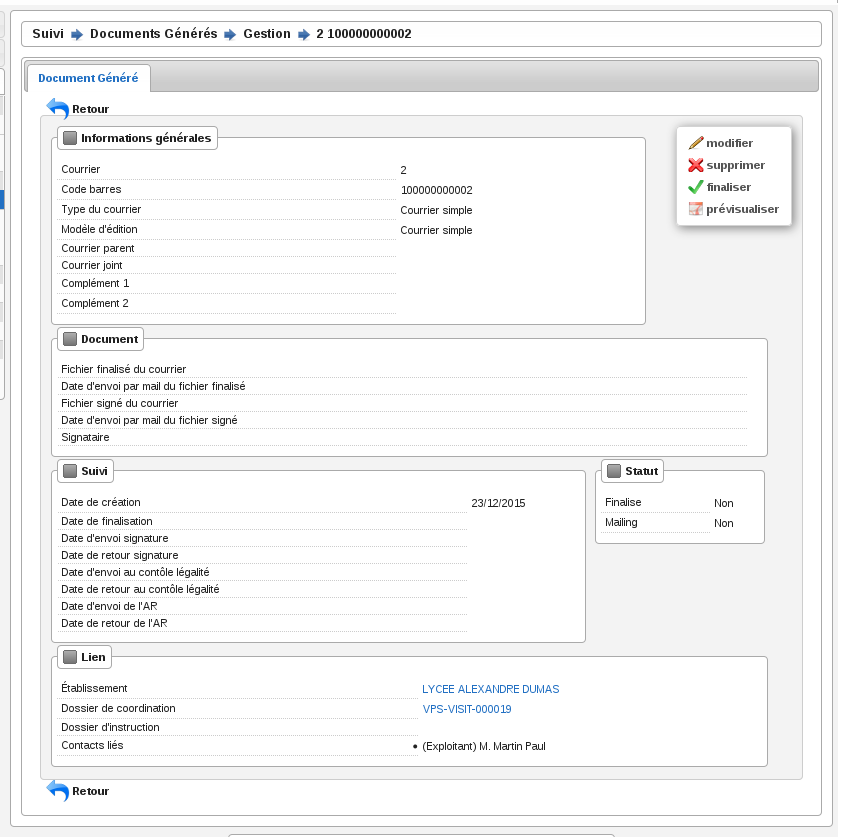 Suivi Documents Générés Gestion 2 100000000002
Document Généré
Retour
Informations générales
modifier
supprimer
finaliser
prévisualiser
Courrier 2
Code barres 100000000002
Type du courrier Courrier simple
Modèle d'édition Courrier simple
Courrier parent
Courrier joint
Complément 1
Complément 2
Document
Fichier finalisé du courrier
Date d'envoi par mail du fichier finalisé
Fichier signé du courrier
Date d'envoi par mail du fichier signé
Signataire
Suivi
Date de création 23/12/2015
Date de finalisation
Date d'envoi signature
Date de retour signature
Date d'envoi au contôle légalité
Date de retour au contôle légalité
Date d'envoi de l'AR
Date de retour de l'AR
Statut
Finalise Non
Mailing Non
Lien
Établissement LYCEE ALEXANDRE DUMAS
Dossier de coordination VPS-VISIT-000019
Dossier d'instruction
Contacts liés • (Exploitant) M. Martin Paul
Retour